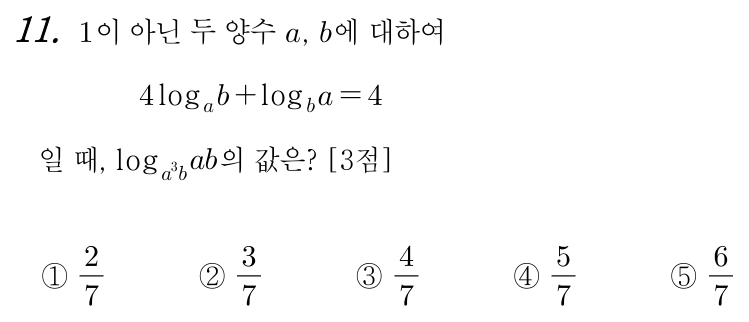 11. 1이 아닌 두 양수 a, b에 대하여
4logₐb+log_b a=4
일 때, log_{a³b} ab의 값은? [3점]
① 2/7 ② 3/7 ③ 4/7 ④ 5/7 ⑤ 6/7